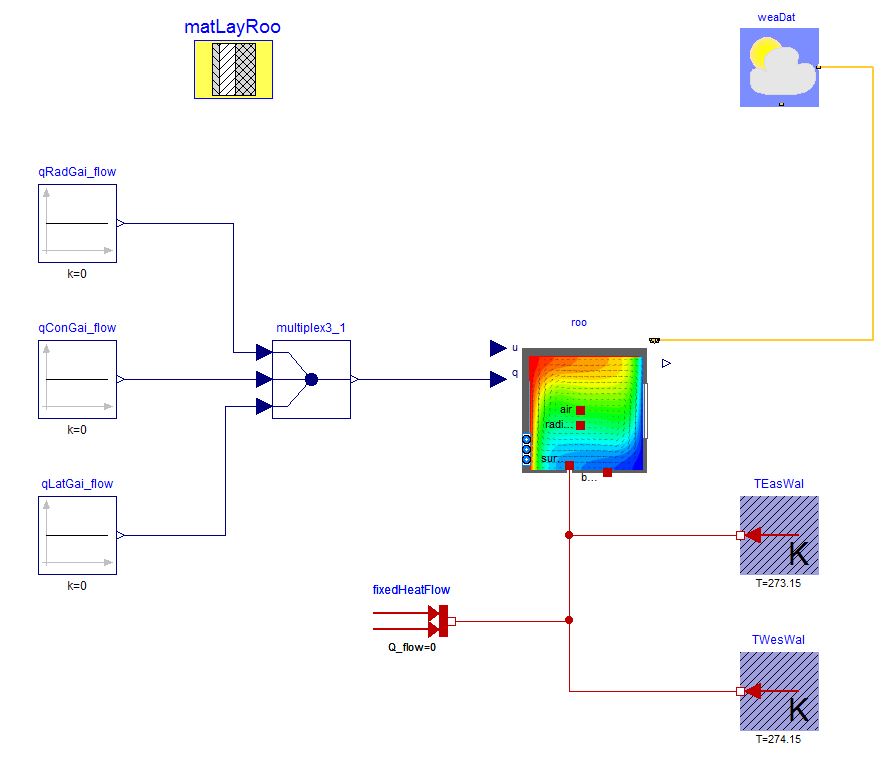 weaDat
matLayRoo
qRadGai_flow
k=0
qConGai_flow
multiplex3_1
roo
u
q
k=0
air
radi...
sur...
b...
qLatGai_flow
TEasWal
K
k=0
T=273.15
fixedHeatFlow
Q_flow=0
TWesWal
K
T=274.15